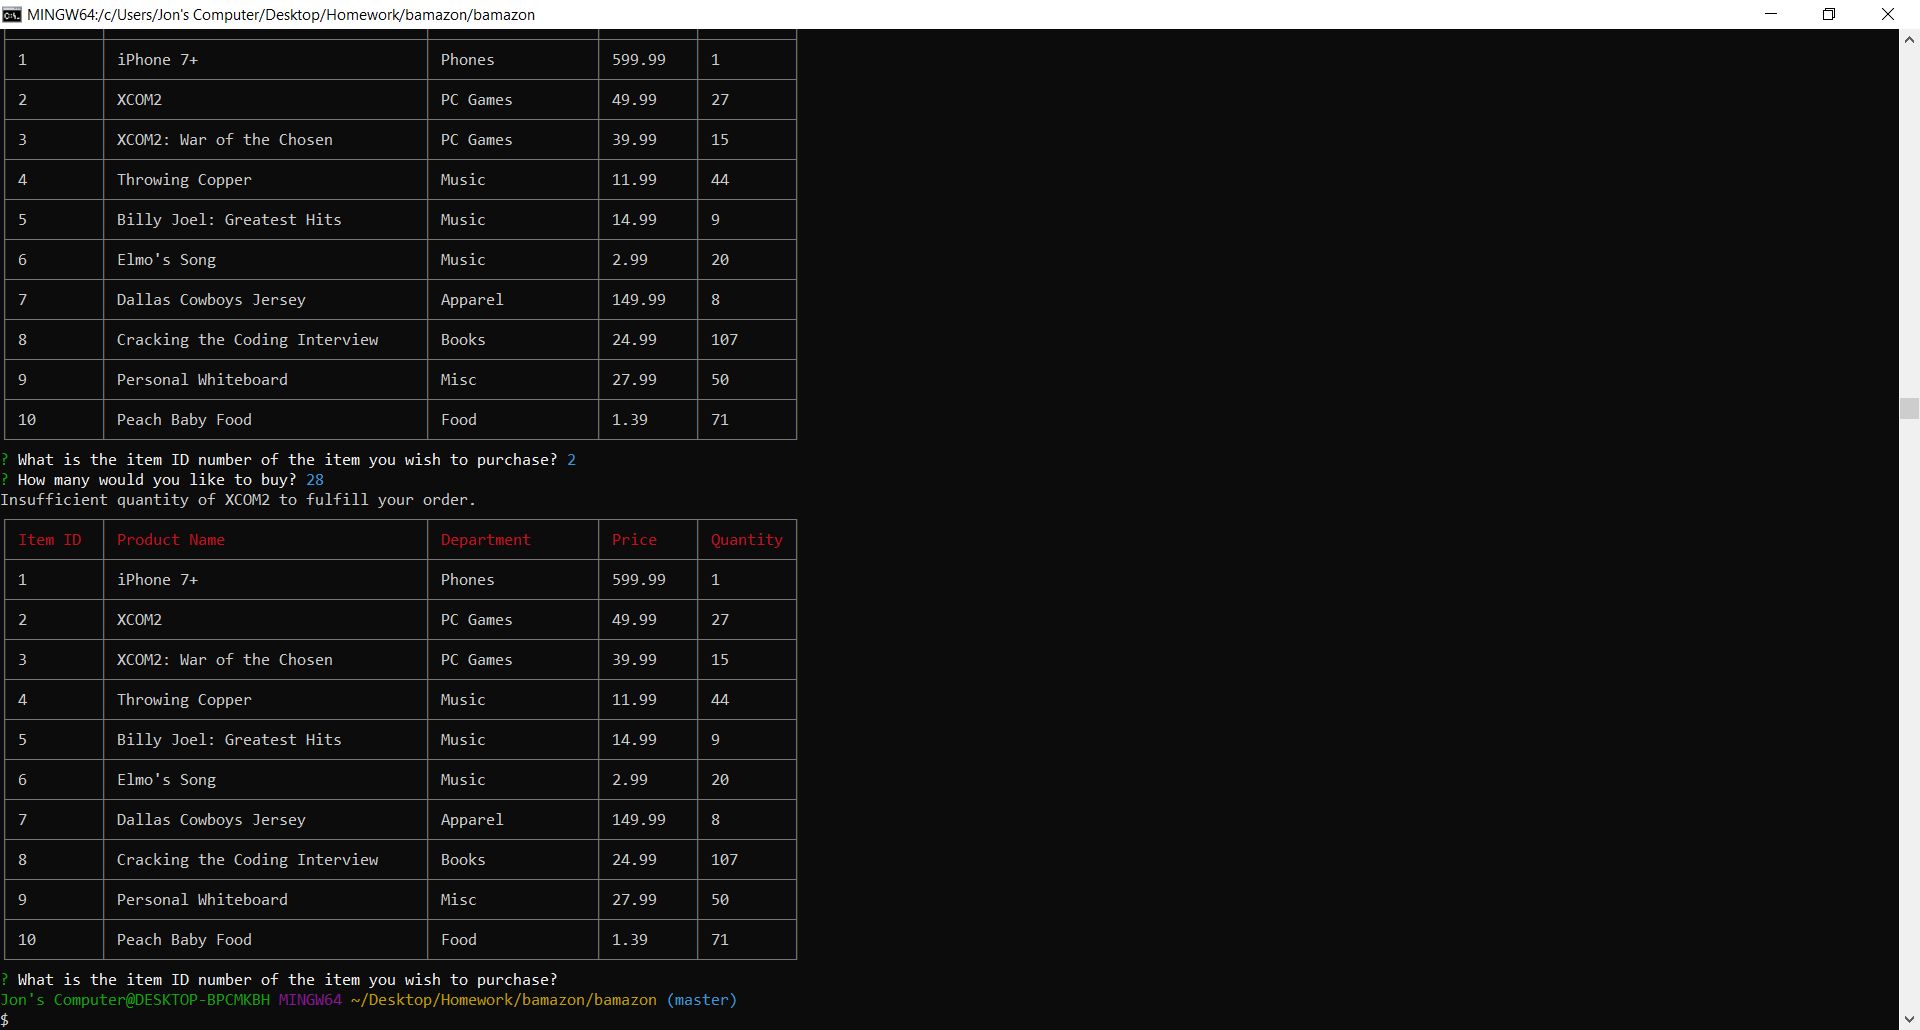 MINGW64:/c/Users/Jon's Computer/Desktop/Homework/bamazon/bamazon
1 iPhone 7+ Phones 599.99 1
2 XCOM2 PC Games 49.99 27
3 XCOM2: War of the Chosen PC Games 39.99 15
4 Throwing Copper Music 11.99 44
5 Billy Joel: Greatest Hits Music 14.99 9
6 Elmo's Song Music 2.99 20
7 Dallas Cowboys Jersey Apparel 149.99 8
8 Cracking the Coding Interview Books 24.99 107
9 Personal Whiteboard Misc 27.99 50
10 Peach Baby Food Food 1.39 71
? What is the item ID number of the item you wish to purchase? 2
? How many would you like to buy? 28
Insufficient quantity of XCOM2 to fulfill your order.
Item ID Product Name Department Price Quantity
1 iPhone 7+ Phones 599.99 1
2 XCOM2 PC Games 49.99 27
3 XCOM2: War of the Chosen PC Games 39.99 15
4 Throwing Copper Music 11.99 44
5 Billy Joel: Greatest Hits Music 14.99 9
6 Elmo's Song Music 2.99 20
7 Dallas Cowboys Jersey Apparel 149.99 8
8 Cracking the Coding Interview Books 24.99 107
9 Personal Whiteboard Misc 27.99 50
10 Peach Baby Food Food 1.39 71
? What is the item ID number of the item you wish to purchase?
Jon's Computer@DESKTOP-BPCMKBH MINGW64 ~/Desktop/Homework/bamazon/bamazon (master)
$